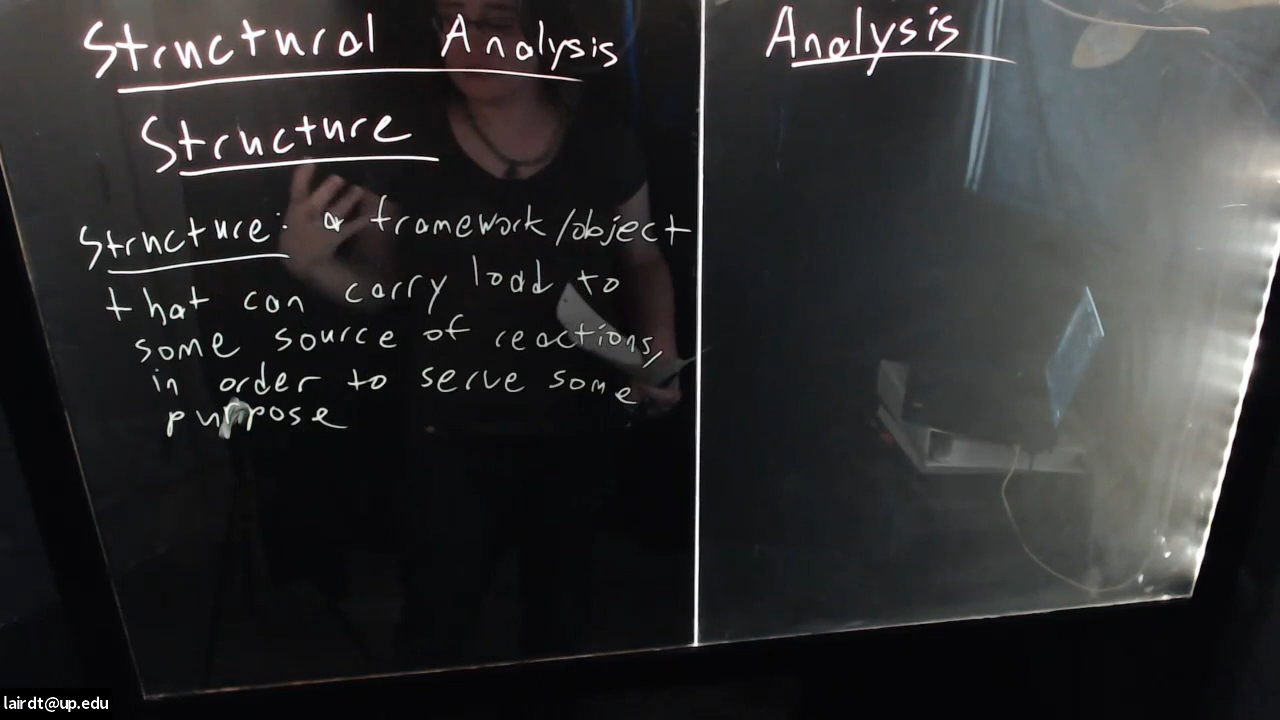 Structural Analysis
Structure
Structure: a framework/object
that can carry load to
some source of reactions,
in order to serve some
purpose
Analysis
lairdt@up.edu